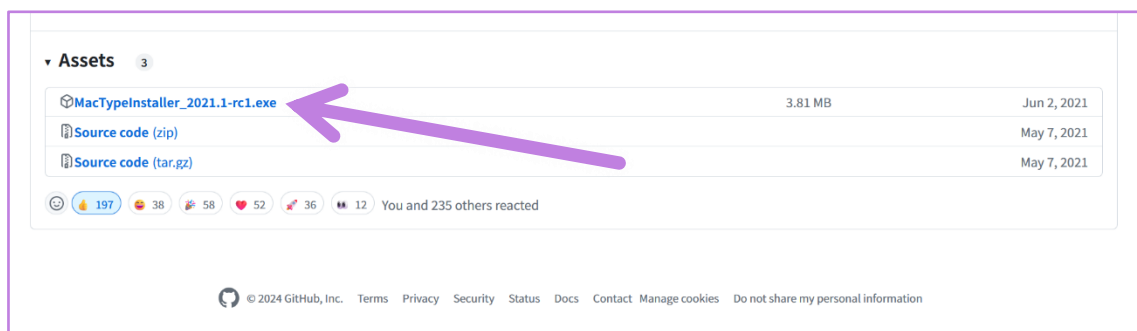 Assets 3
MacTypeInstaller_2021.1-rc1.exe 3.81 MB Jun 2, 2021
Source code (zip) May 7, 2021
Source code (tar.gz) May 7, 2021
197 38 58 52 36 12 You and 235 others reacted
© 2024 GitHub, Inc. Terms Privacy Security Status Docs Contact Manage cookies Do not share my personal information